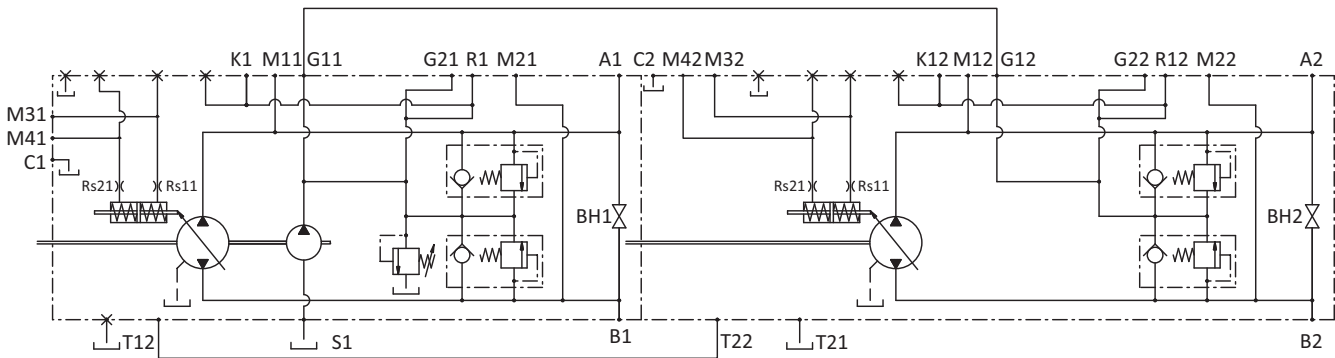 K1 M11 G11 G21 R1 M21 A1 C2 M42 M32 K12 M12 G12 G22 R12 M22 A2
M31
M41
C1
Rs21 Rs11 Rs21 Rs11
BH1 BH2
T12 S1 B1 T22 T21 B2